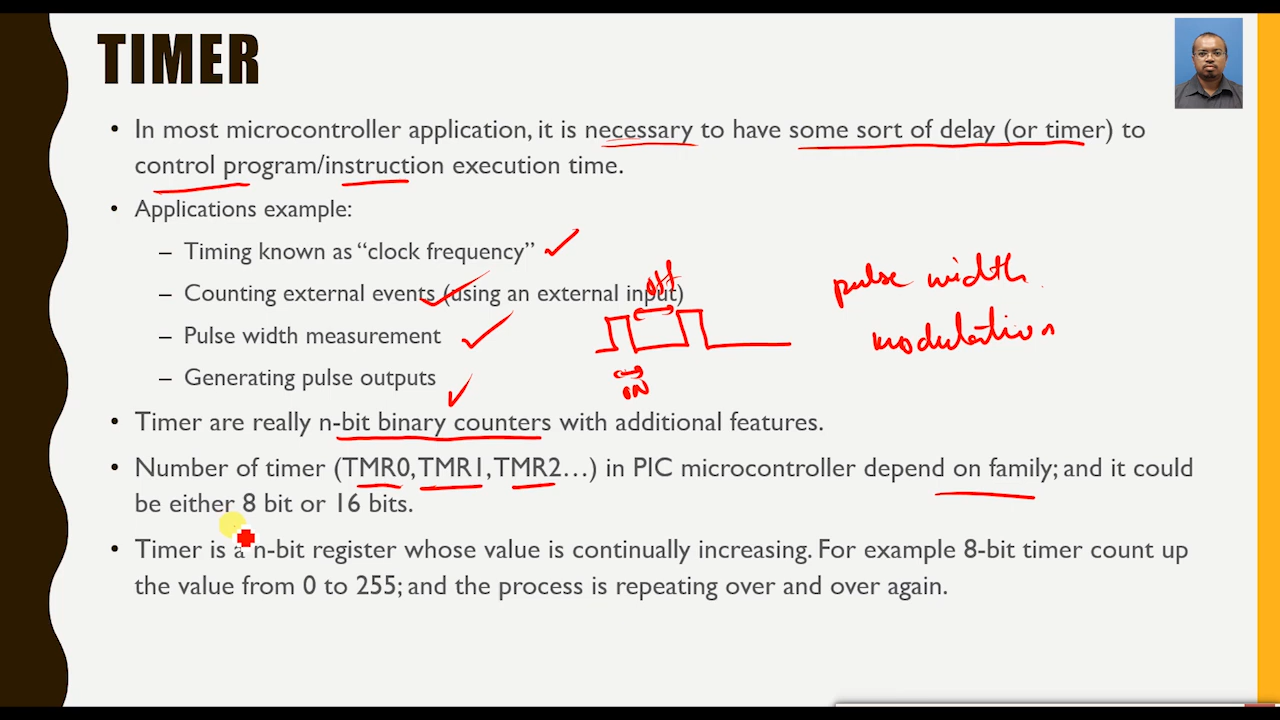 TIMER
• In most microcontroller application, it is necessary to have some sort of delay (or timer) to
control program/instruction execution time.
• Applications example:
– Timing known as “clock frequency”
– Counting external events (using an external input)
– Pulse width measurement
– Generating pulse outputs
OFF
ON
pulse width
modulation
• Timer are really n-bit binary counters with additional features.
• Number of timer (TMR0, TMR1, TMR2…) in PIC microcontroller depend on family; and it could
be either 8 bit or 16 bits.
• Timer is a n-bit register whose value is continually increasing. For example 8-bit timer count up
the value from 0 to 255; and the process is repeating over and over again.